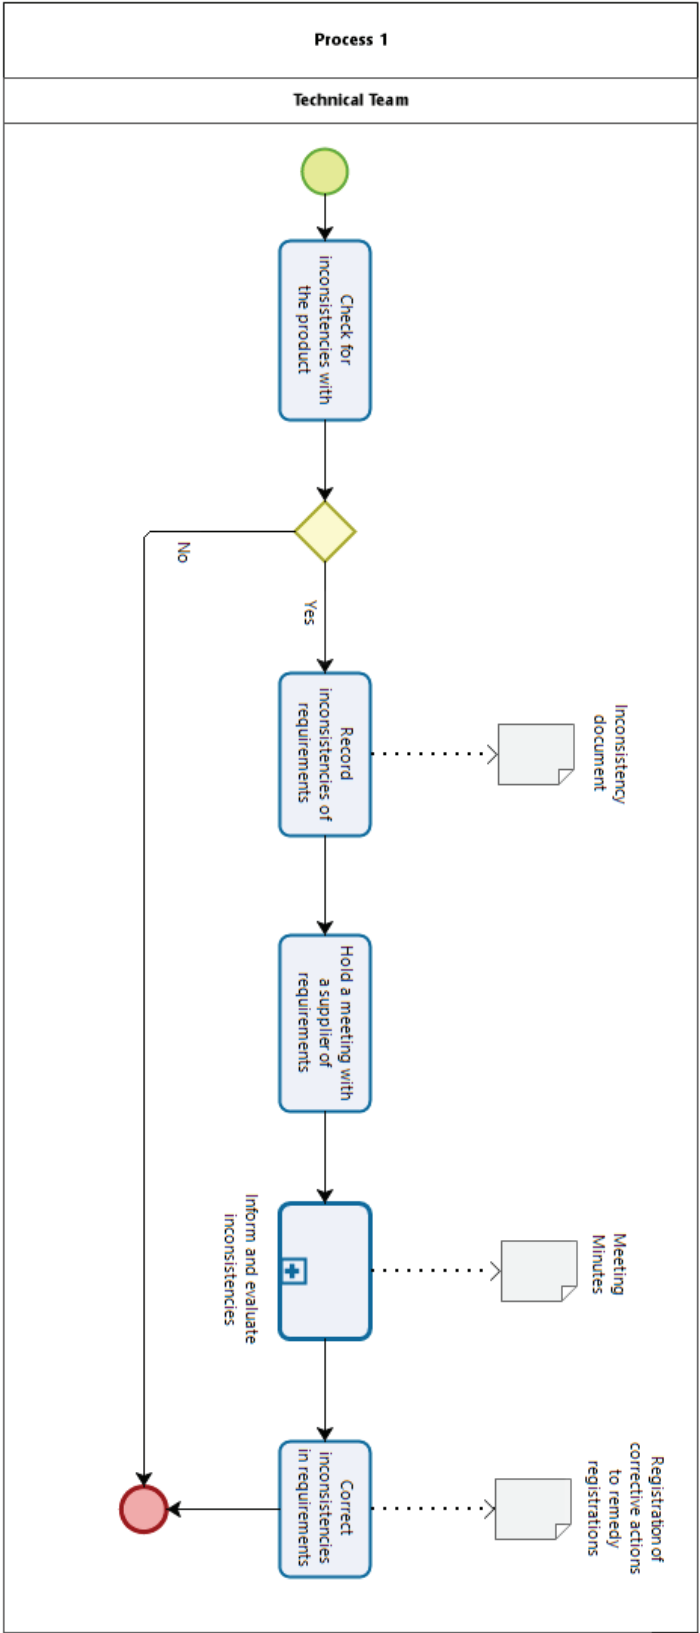 Process 1
Technical Team
Check for
inconsistencies with
the product
No
Yes
Record
inconsistencies of
requirements
Inconsistency
document
Hold a meeting with
a supplier of
requirements
Inform and evaluate
inconsistencies
Meeting
Minutes
Correct
inconsistencies
in requirements
Registration of
corrective actions
to remedy
registrations